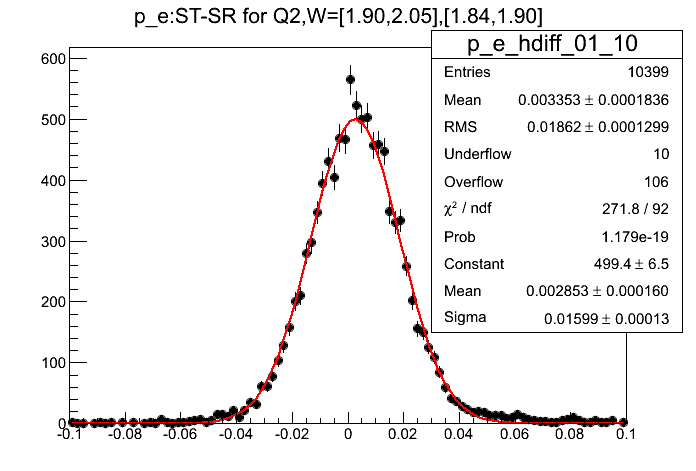 p_e:ST-SR for Q2,W=[1.90,2.05],[1.84,1.90]
p_e_hdiff_01_10
Entries 10399
Mean 0.003353 ± 0.0001836
RMS 0.01862 ± 0.0001299
Underflow 10
Overflow 106
χ² / ndf 271.8 / 92
Prob 1.179e-19
Constant 499.4 ± 6.5
Mean 0.002853 ± 0.000160
Sigma 0.01599 ± 0.00013
600
500
400
300
200
100
0
-0.1 -0.08 -0.06 -0.04 -0.02 0 0.02 0.04 0.06 0.08 0.1